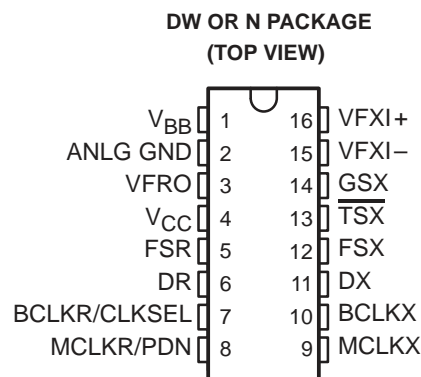 DW OR N PACKAGE
(TOP VIEW)
VBB 1 16 VFXI+
ANLG GND 2 15 VFXI–
VFRO 3 14 GSX
VCC 4 13 TSX
FSR 5 12 FSX
DR 6 11 DX
BCLKR/CLKSEL 7 10 BCLKX
MCLKR/PDN 8 9 MCLKX